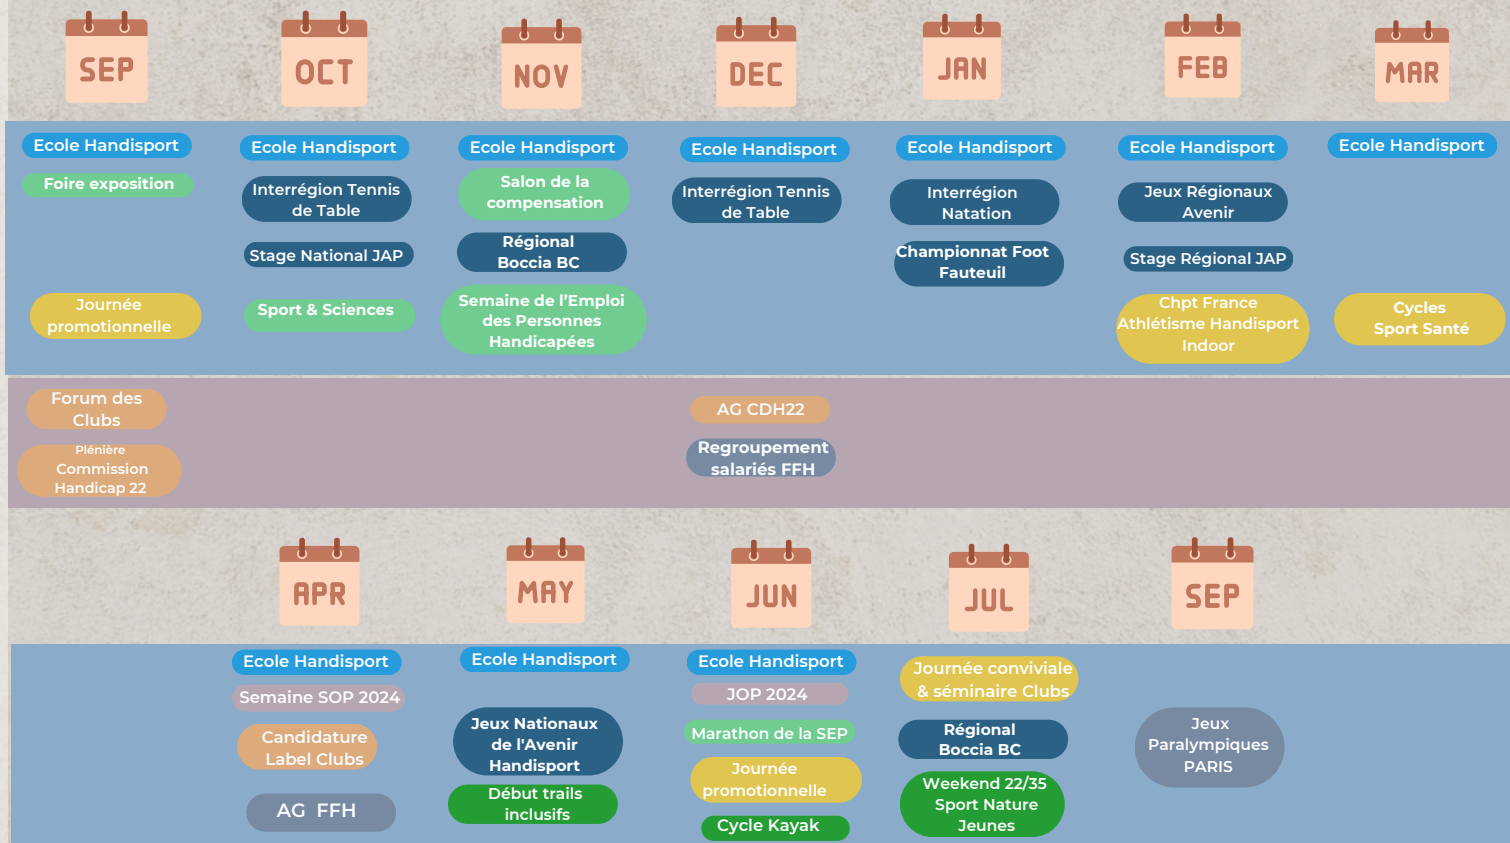 SEP
OCT
NOV
DEC
JAN
FEB
MAR
Ecole Handisport
Foire exposition
Journée
promotionnelle
Ecole Handisport
Interrégion Tennis
de Table
Stage National JAP
Sport & Sciences
Ecole Handisport
Salon de la
compensation
Régional
Boccia BC
Semaine de l’Emploi
des Personnes
Handicapées
Ecole Handisport
Interrégion Tennis
de Table
Ecole Handisport
Interrégion
Natation
Championnat Foot
Fauteuil
Ecole Handisport
Jeux Régionaux
Avenir
Stage Régional JAP
Chpt France
Athlétisme Handisport
Indoor
Ecole Handisport
Cycles
Sport Santé
Forum des
Clubs
Plénière
Commission
Handicap 22
AG CDH22
Regroupement
salariés FFH
APR
MAY
JUN
JUL
SEP
Ecole Handisport
Semaine SOP 2024
Candidature
Label Clubs
AG FFH
Ecole Handisport
Jeux Nationaux
de l'Avenir
Handisport
Début trails
inclusifs
Ecole Handisport
JOP 2024
Marathon de la SEP
Journée
promotionnelle
Cycle Kayak
Journée conviviale
& séminaire Clubs
Régional
Boccia BC
Weekend 22/35
Sport Nature
Jeunes
Jeux
Paralympiques
PARIS